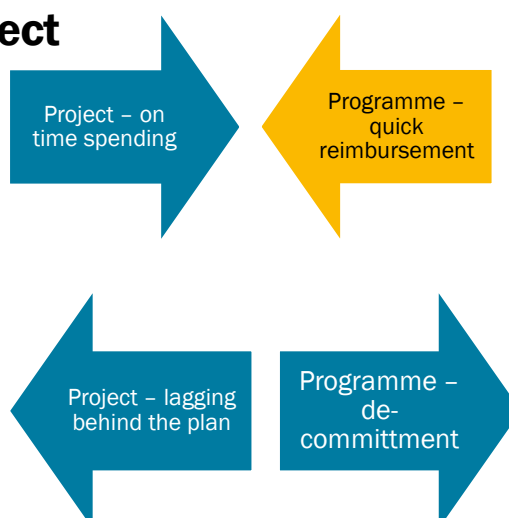 ect
Project – on
time spending
Programme –
quick
reimbursement
Project – lagging
behind the plan
Programme –
de-
committment